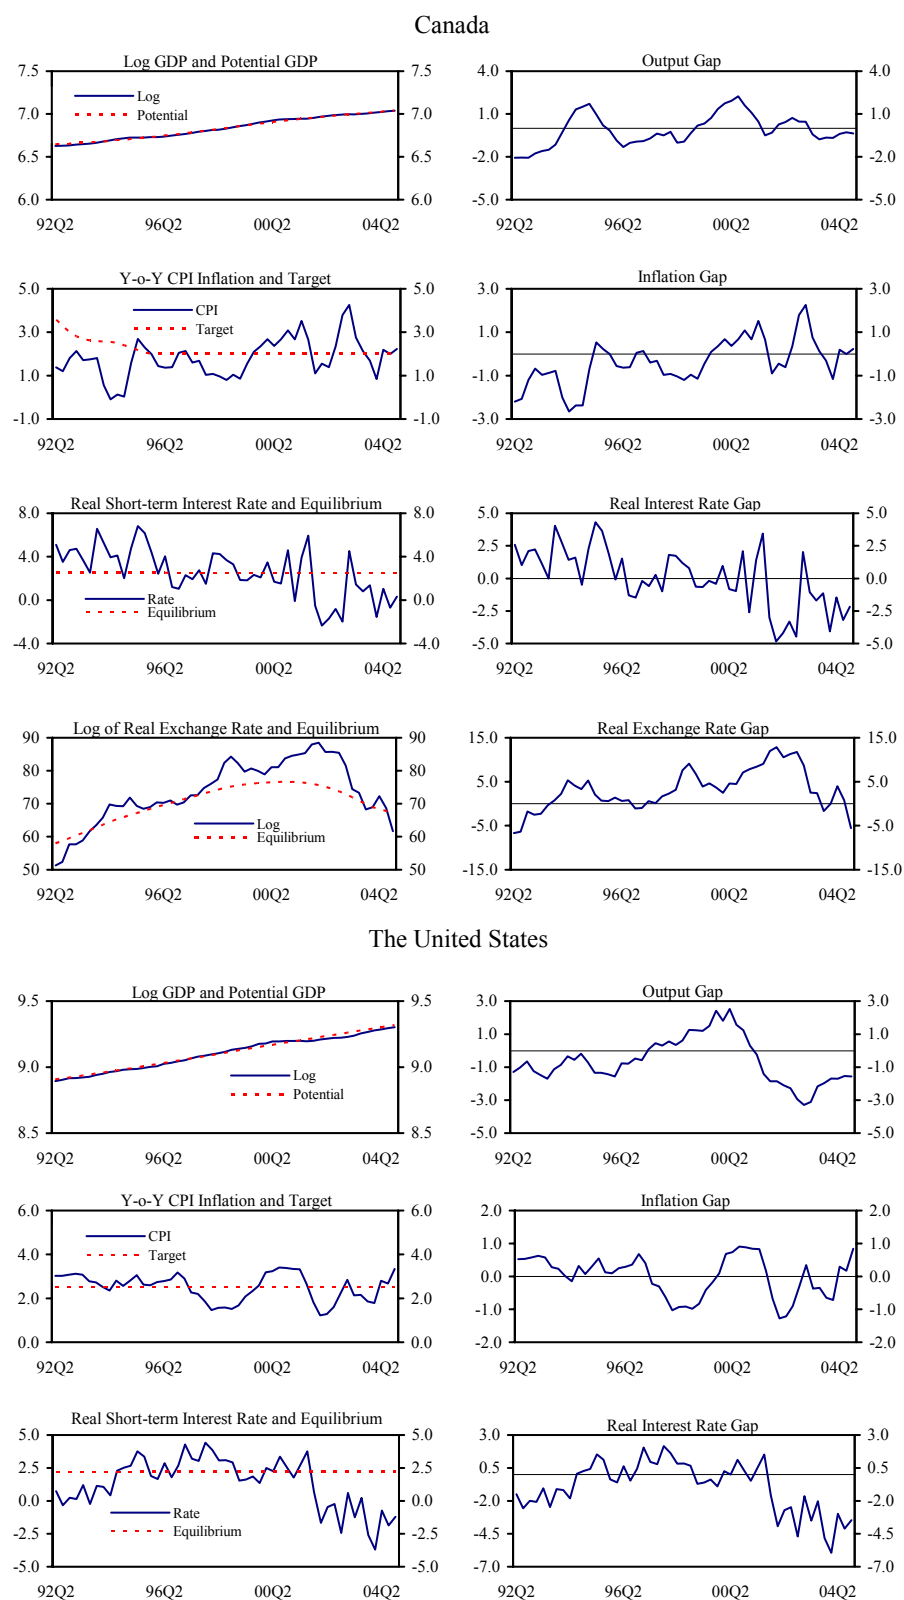 Canada
Log GDP and Potential GDP
7.5
7.0
6.5
6.0
Log
Potential
7.5
7.0
6.5
6.0
92Q2 96Q2 00Q2 04Q2
Output Gap
4.0
1.0
-2.0
-5.0
4.0
1.0
-2.0
-5.0
92Q2 96Q2 00Q2 04Q2
Y-o-Y CPI Inflation and Target
5.0
3.0
1.0
-1.0
CPI
Target
5.0
3.0
1.0
-1.0
92Q2 96Q2 00Q2 04Q2
Inflation Gap
3.0
1.0
-1.0
-3.0
3.0
1.0
-1.0
-3.0
92Q2 96Q2 00Q2 04Q2
Real Short-term Interest Rate and Equilibrium
8.0
4.0
0.0
-4.0
Rate
Equilibrium
8.0
4.0
0.0
-4.0
92Q2 96Q2 00Q2 04Q2
Real Interest Rate Gap
5.0
2.5
0.0
-2.5
-5.0
5.0
2.5
0.0
-2.5
-5.0
92Q2 96Q2 00Q2 04Q2
Log of Real Exchange Rate and Equilibrium
90
80
70
60
50
Log
Equilibrium
90
80
70
60
50
92Q2 96Q2 00Q2 04Q2
Real Exchange Rate Gap
15.0
5.0
-5.0
-15.0
15.0
5.0
-5.0
-15.0
92Q2 96Q2 00Q2 04Q2
The United States
Log GDP and Potential GDP
9.5
9.0
8.5
Log
Potential
9.5
9.0
8.5
92Q2 96Q2 00Q2 04Q2
Output Gap
3.0
1.0
-1.0
-3.0
-5.0
3.0
1.0
-1.0
-3.0
-5.0
92Q2 96Q2 00Q2 04Q2
Y-o-Y CPI Inflation and Target
6.0
4.0
2.0
0.0
CPI
Target
6.0
4.0
2.0
0.0
92Q2 96Q2 00Q2 04Q2
Inflation Gap
2.0
1.0
0.0
-1.0
-2.0
2.0
1.0
0.0
-1.0
-2.0
92Q2 96Q2 00Q2 04Q2
Real Short-term Interest Rate and Equilibrium
5.0
2.5
0.0
-2.5
-5.0
Rate
Equilibrium
5.0
2.5
0.0
-2.5
-5.0
92Q2 96Q2 00Q2 04Q2
Real Interest Rate Gap
3.0
0.5
-2.0
-4.5
-7.0
3.0
0.5
-2.0
-4.5
-7.0
92Q2 96Q2 00Q2 04Q2